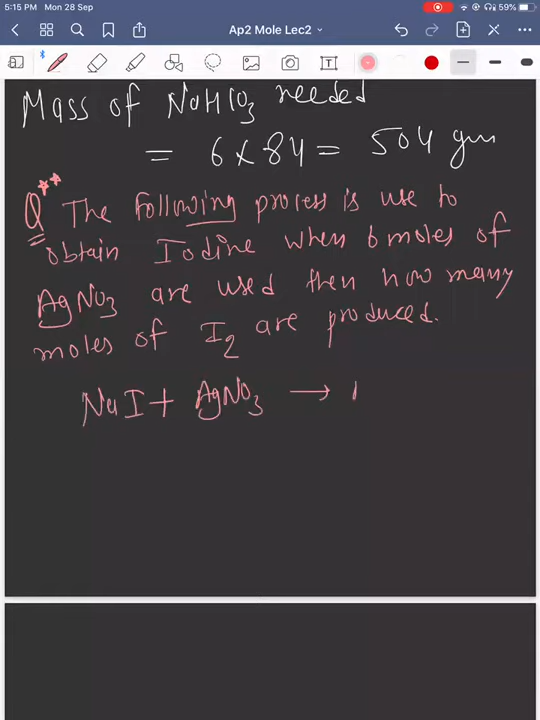 5:15 PM Mon 28 Sep 59%
Ap2 Mole Lec2
T
Mass of NaHCO3 needed
= 6 x 84 = 504 gm
Q** The following process is use to
obtain Iodine when 6 moles of
AgNO3 are used then how many
moles of I2 are produced.
NaI + AgNO3 →